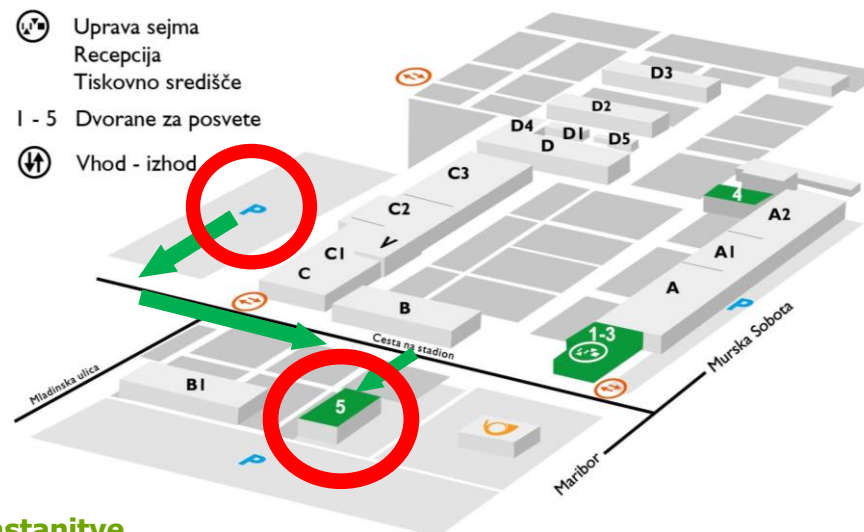 Uprava sejma
Recepcija
Tiskovno središče
1 - 5 Dvorane za posvete
Vhod - izhod
P
D3
D2
D4
D1
D5
D
C3
4
C2
A2
V
C1
A1
C
A
P
B
1-3
Cesta na stadion
Murska Sobota
Mladinska ulica
B1
5
P
Maribor